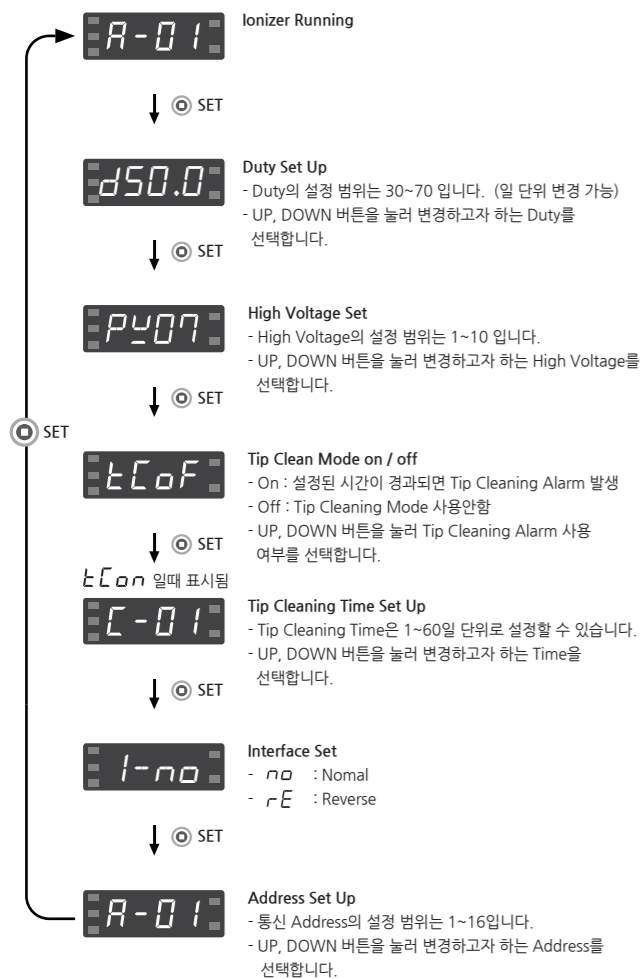 A-01
Ionizer Running
SET
d50.0
Duty Set Up
- Duty의 설정 범위는 30~70 입니다. (일 단위 변경 가능)
- UP, DOWN 버튼을 눌러 변경하고자 하는 Duty를
선택합니다.
SET
PV07
High Voltage Set
- High Voltage의 설정 범위는 1~10 입니다.
- UP, DOWN 버튼을 눌러 변경하고자 하는 High Voltage를
선택합니다.
SET
SET
tCoF
Tip Clean Mode on / off
- On : 설정된 시간이 경과되면 Tip Cleaning Alarm 발생
- Off : Tip Cleaning Mode 사용안함
- UP, DOWN 버튼을 눌러 Tip Cleaning Alarm 사용
여부를 선택합니다.
SET
tCon 일때 표시됨
C-01
Tip Cleaning Time Set Up
- Tip Cleaning Time은 1~60일 단위로 설정할 수 있습니다.
- UP, DOWN 버튼을 눌러 변경하고자 하는 Time을
선택합니다.
SET
I-no
Interface Set
- no : Nomal
- rE : Reverse
SET
A-01
Address Set Up
- 통신 Address의 설정 범위는 1~16입니다.
- UP, DOWN 버튼을 눌러 변경하고자 하는 Address를
선택합니다.